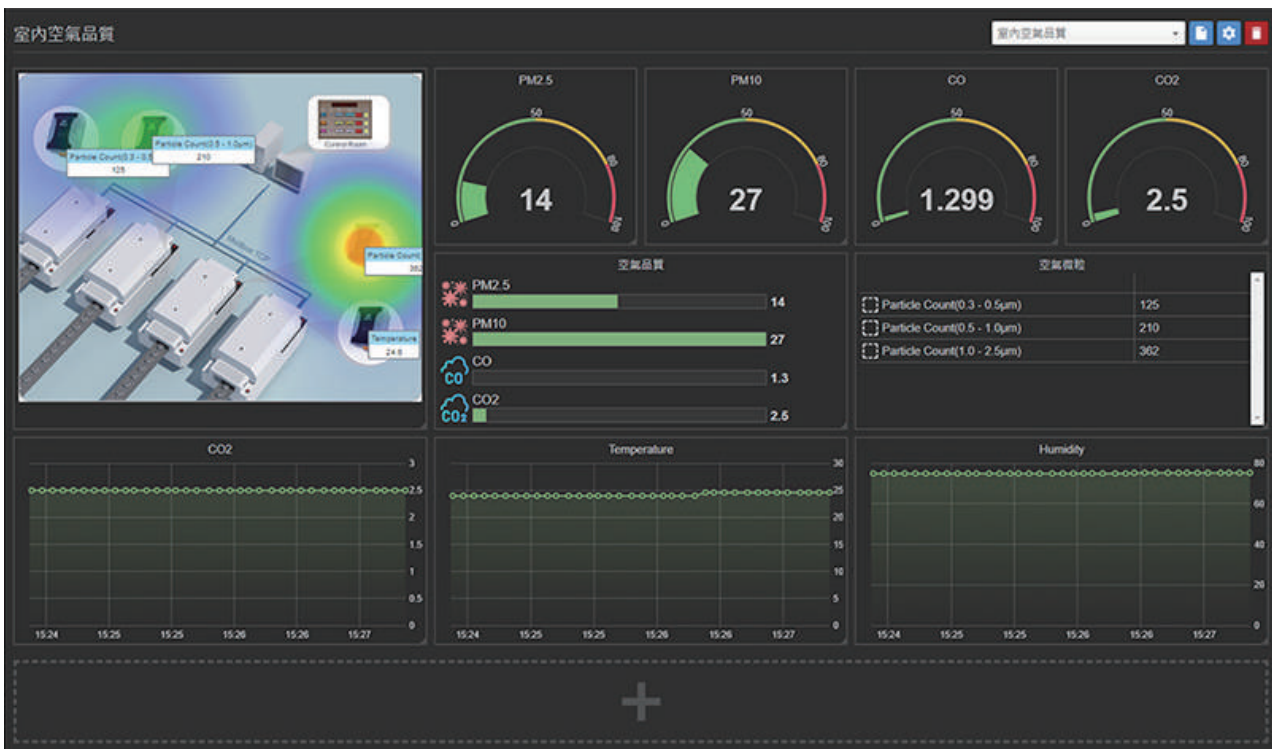 室內空氣品質
室內空氣品質
Particle Count(0.3 - 0.5
125
Particle Count(0.5 - 1.0μm)
210
Control Room
Modbus TCP
Particle Count(
362
Temperature
24.6
PM2.5
0
50
80
100
14
PM10
0
50
80
100
27
CO
0
50
80
100
1.299
CO2
0
50
80
100
2.5
空氣品質
PM2.5
14
PM10
27
CO
CO
1.3
CO2
CO2
2.5
空氣微粒
Particle Count(0.3 - 0.5μm) 125
Particle Count(0.5 - 1.0μm) 210
Particle Count(1.0 - 2.5μm) 362
CO2
3
2.5
2
1.5
1
0.5
0
15:24 15:25 15:25 15:26 15:26 15:27
Temperature
30
25
20
15
10
5
0
15:24 15:25 15:25 15:26 15:26 15:27
Humidity
80
60
40
20
0
15:24 15:25 15:25 15:26 15:26 15:27